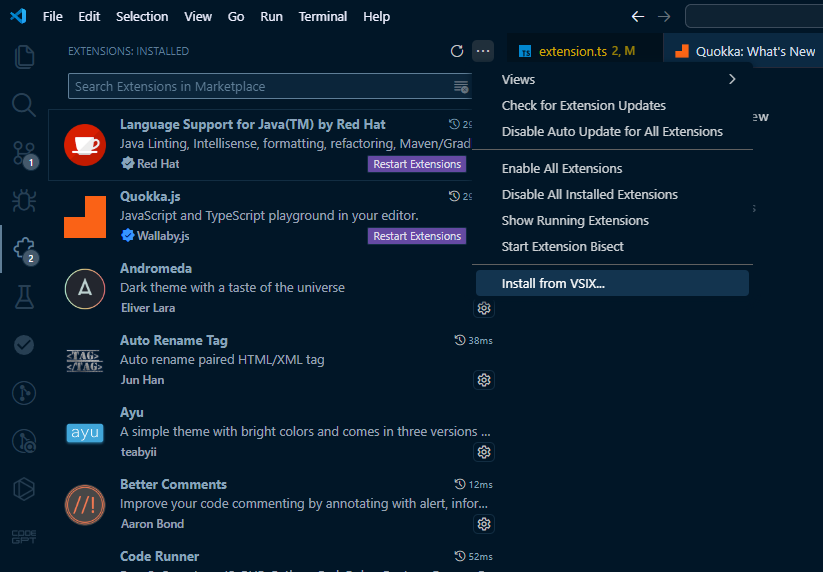 File Edit Selection View Go Run Terminal Help
EXTENSIONS: INSTALLED
TS extension.ts 2, M
Quokka: What's New
Search Extensions in Marketplace
Views
Check for Extension Updates
Disable Auto Update for All Extensions
Enable All Extensions
Disable All Installed Extensions
Show Running Extensions
Start Extension Bisect
Install from VSIX...
Language Support for Java(TM) by Red Hat
Java Linting, Intellisense, formatting, refactoring, Maven/Grad
Red Hat
Restart Extensions
Quokka.js
JavaScript and TypeScript playground in your editor.
Wallaby.js
Restart Extensions
Andromeda
Dark theme with a taste of the universe
Eliver Lara
<TAG>
</TAG>
Auto Rename Tag 38ms
Auto rename paired HTML/XML tag
Jun Han
ayu
Ayu
A simple theme with bright colors and comes in three versions ...
teabyii
//!
Better Comments 12ms
Improve your code commenting by annotating with alert, infor...
Aaron Bond
Code Runner 52ms
1
2
CODE
GPT